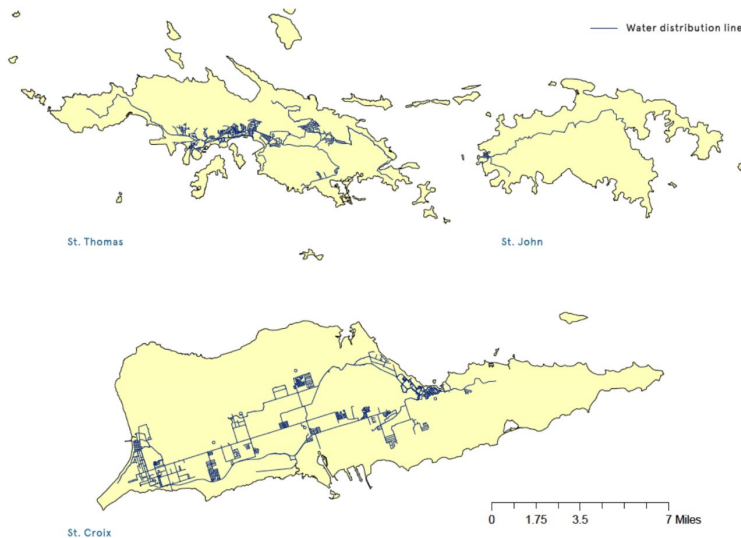 Water distribution line
St. Thomas
St. John
St. Croix
0 1.75 3.5 7 Miles